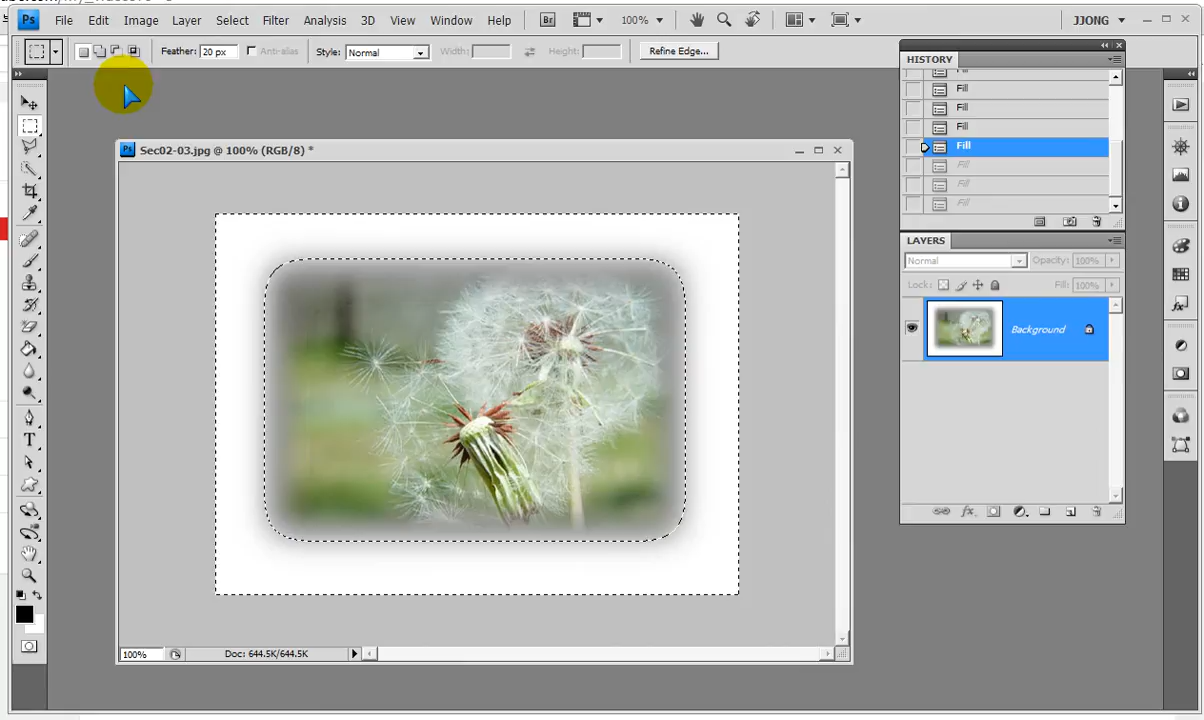 Ps File Edit Image Layer Select Filter Analysis 3D View Window Help Br 100% JJONG
Feather: 20 px Anti-alias Style: Normal Width: Height: Refine Edge...
HISTORY
Fill
Fill
Fill
Fill
Fill
Fill
Fill
LAYERS
Normal Opacity: 100%
Lock: Fill: 100%
Background
Ps Sec02-03.jpg @ 100% (RGB/8) *
100% Doc: 644.5K/644.5K